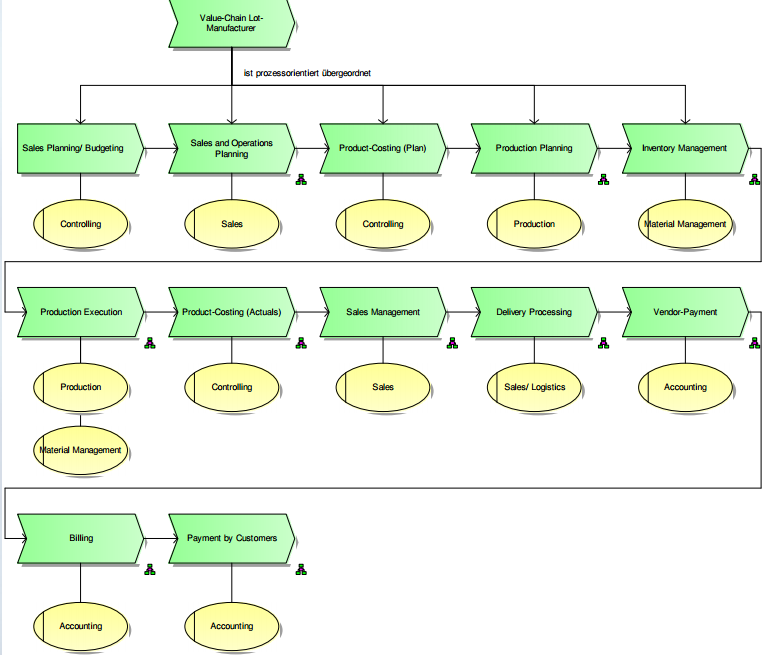 Value-Chain Lot-
Manufacturer
ist prozessorientiert übergeordnet
Sales Planning/ Budgeting
Sales and Operations
Planning
Product-Costing (Plan)
Production Planning
Inventory Management
Controlling
Sales
Controlling
Production
Material Management
Production Execution
Product-Costing (Actuals)
Sales Management
Delivery Processing
Vendor-Payment
Production
Controlling
Sales
Sales/ Logistics
Accounting
Material Management
Billing
Payment by Customers
Accounting
Accounting